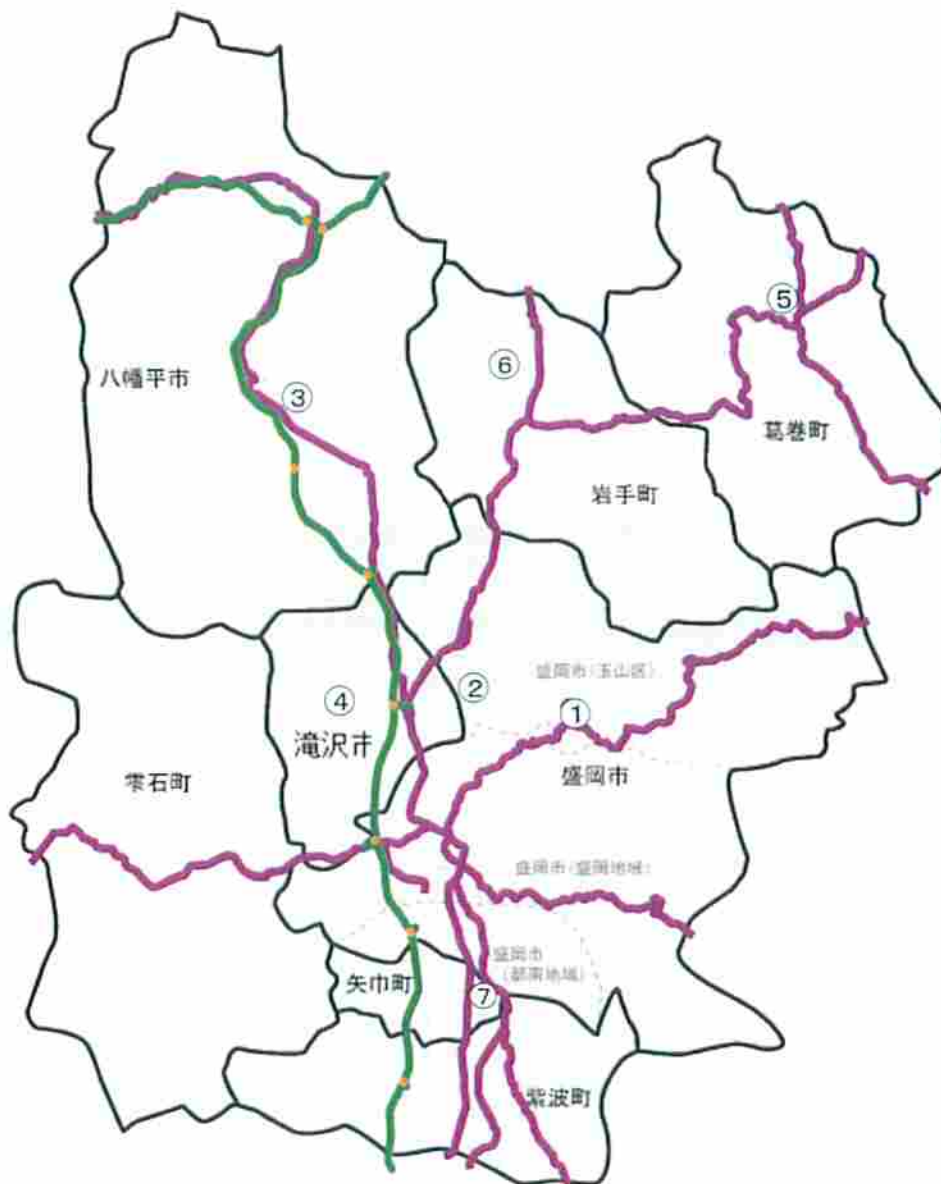 ⑤
⑥
八幡平市
③
葛巻町
岩手町
盛岡市(玉山区)
②
④
①
滝沢市
盛岡市
雫石町
盛岡市(盛岡地域)
盛岡市
(都南地域)
矢巾町
⑦
紫波町